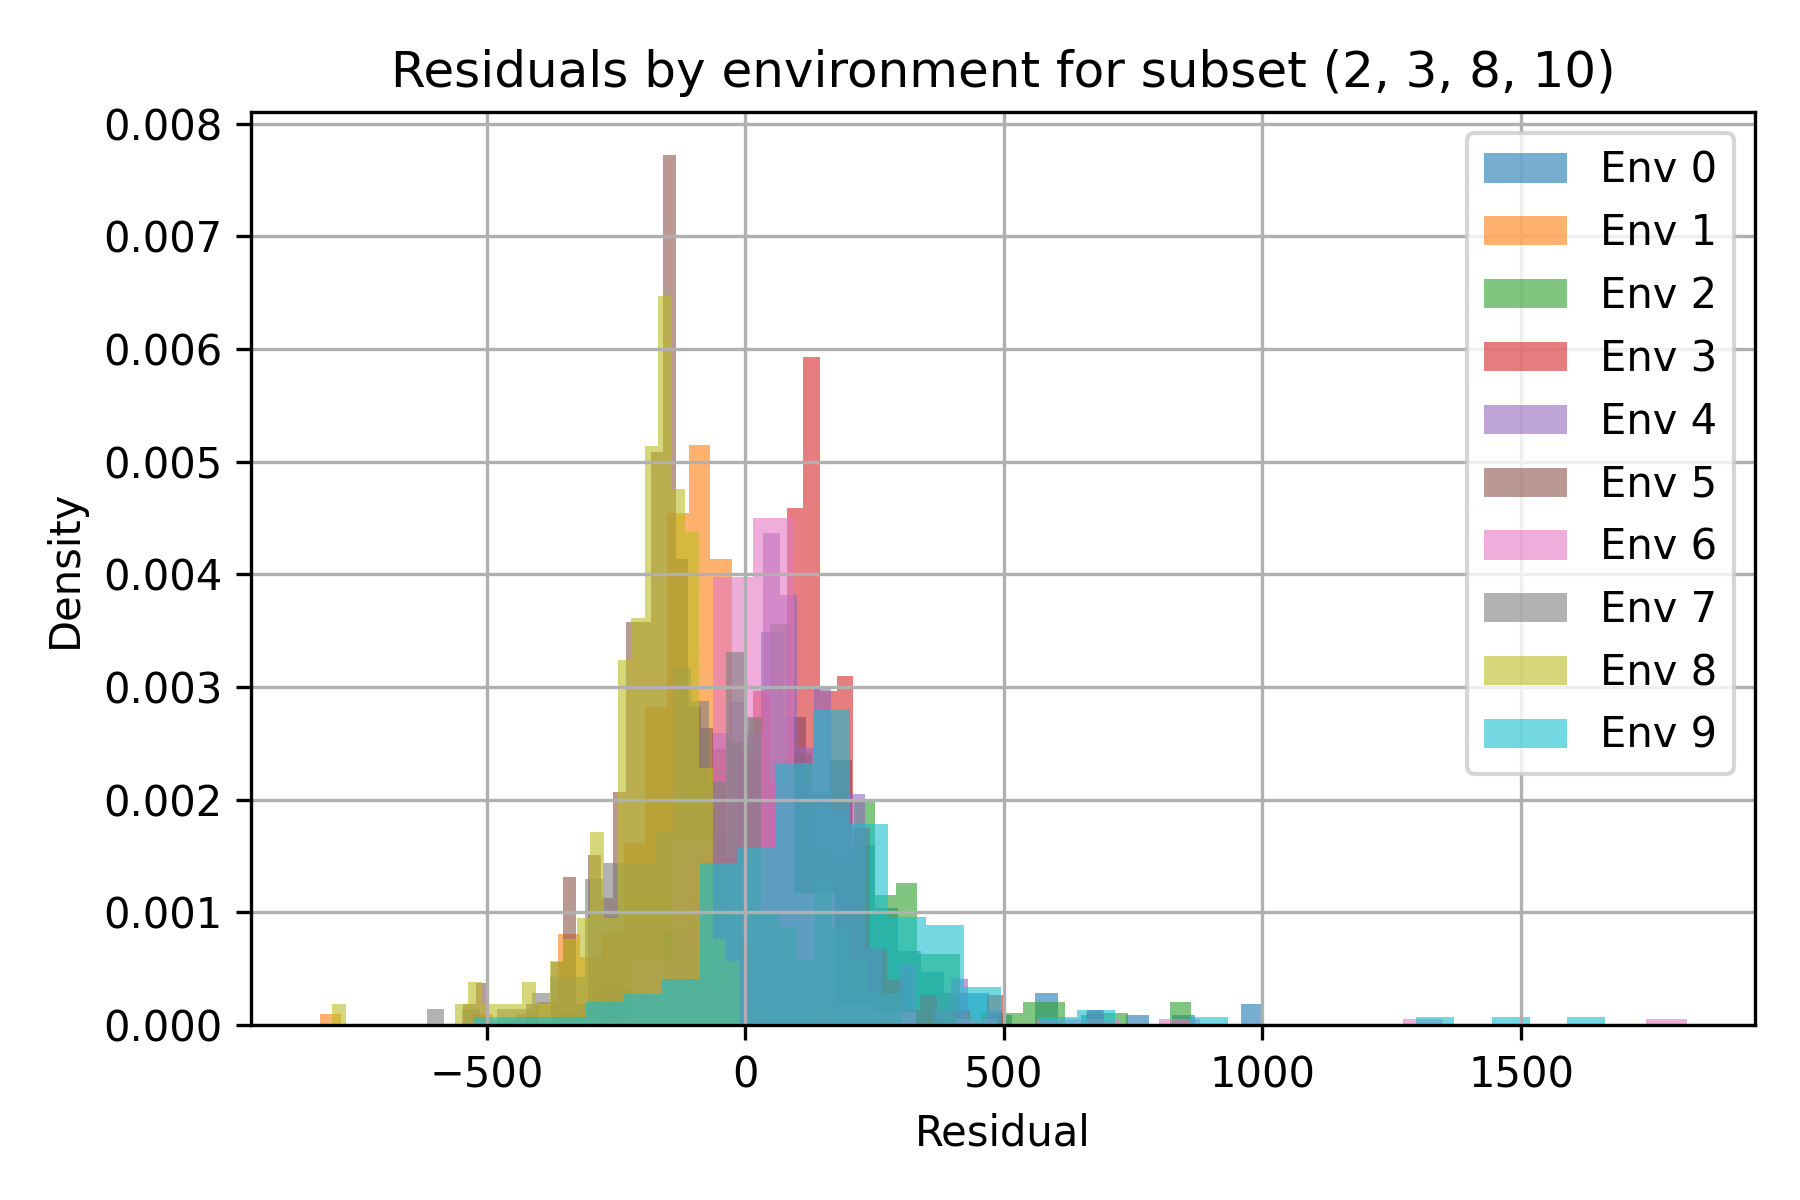 Residuals by environment for subset (2, 3, 8, 10)
0.008
0.007
0.006
0.005
0.004
0.003
0.002
0.001
0.000
Density
−500
0
500
1000
1500
Residual
Env 0
Env 1
Env 2
Env 3
Env 4
Env 5
Env 6
Env 7
Env 8
Env 9